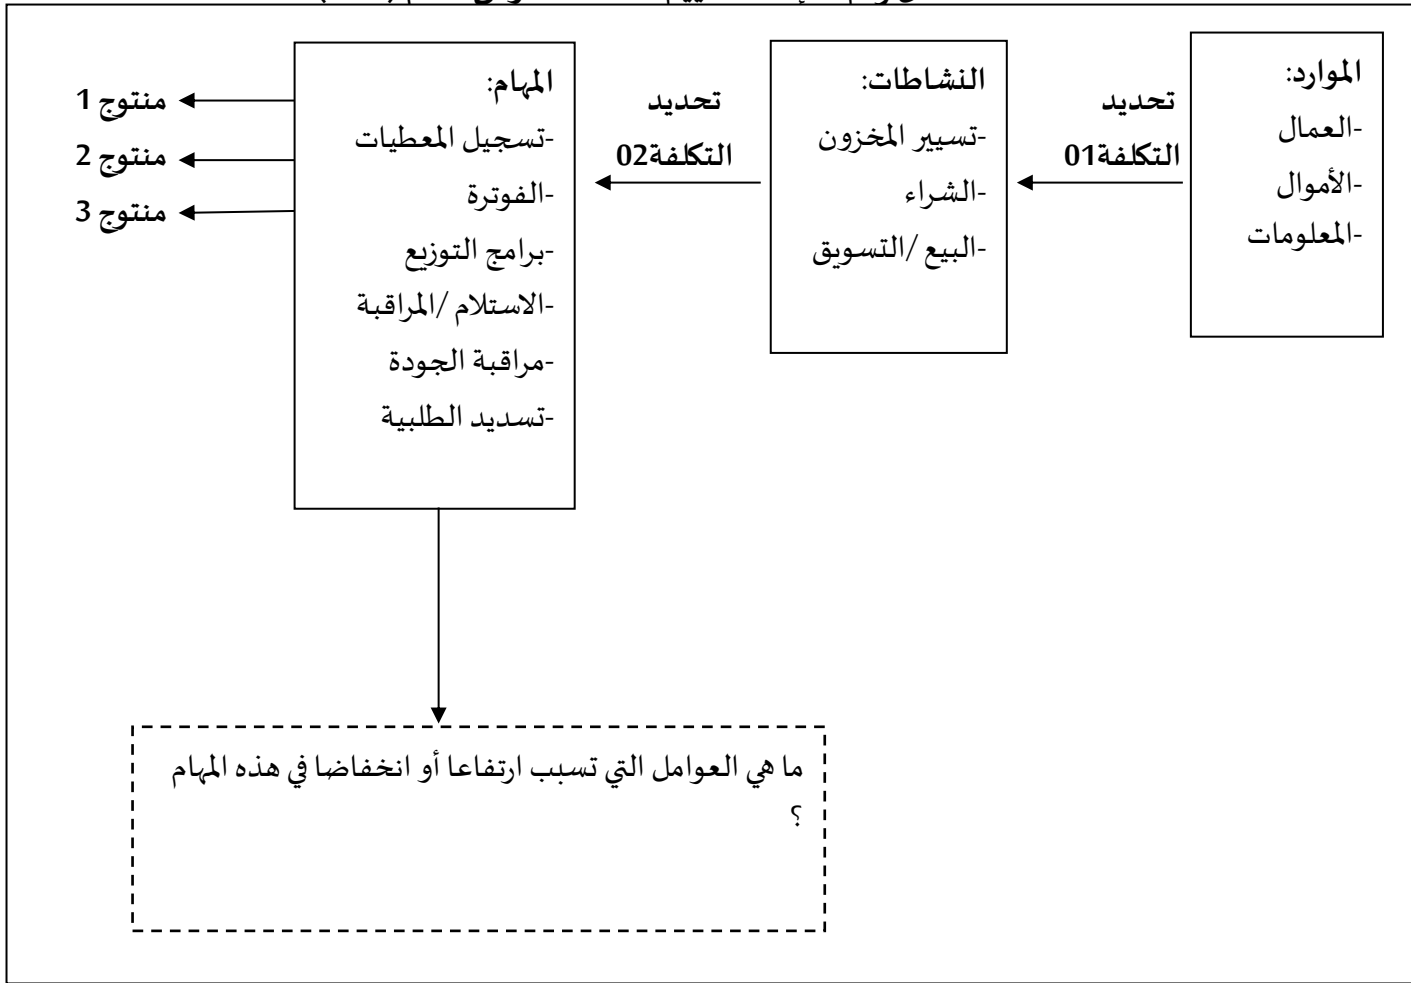 الموارد:
-العمال
-الأموال
-المعلومات
تحديد
التكلفة01
النشاطات:
-تسيير المخزون
-الشراء
-البيع /التسويق
تحديد
التكلفة02
المهام:
-تسجيل المعطيات
-الفوترة
-برامج التوزيع
-الاستلام /المراقبة
-مراقبة الجودة
-تسديد الطلبية
منتوج 1
منتوج 2
منتوج 3
ما هي العوامل التي تسبب ارتفاعا أو انخفاضا في هذه المهام
؟